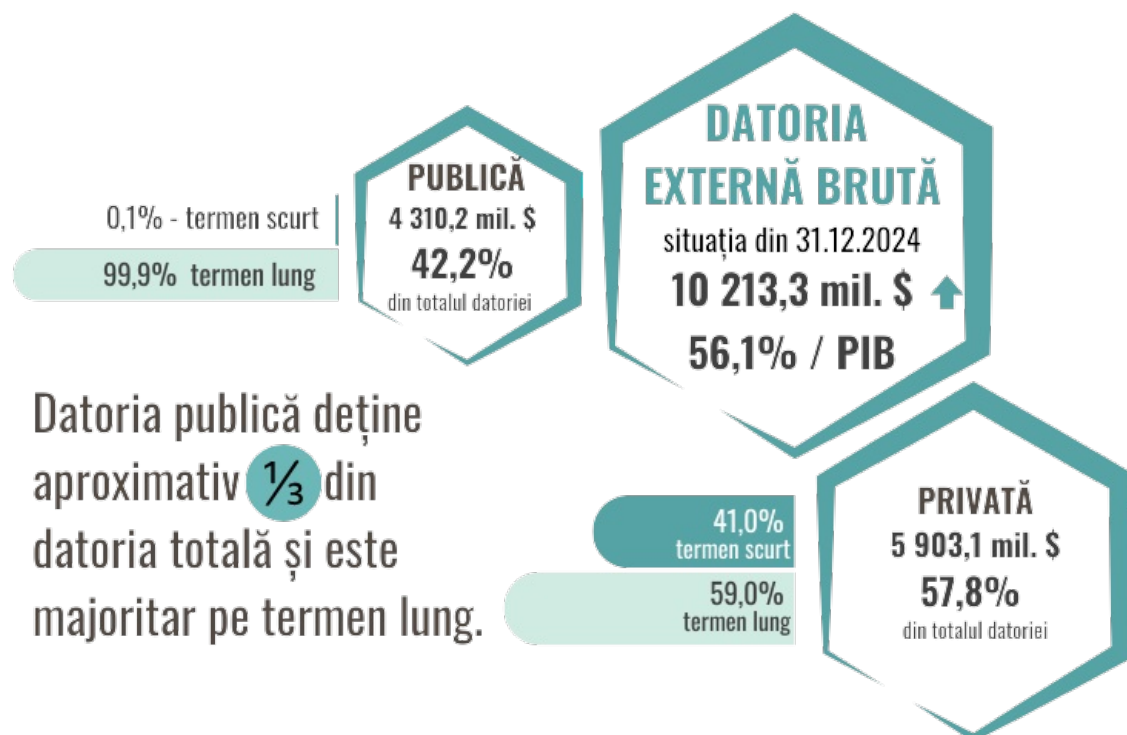 DATORIA
EXTERNĂ BRUTĂ
situația din 31.12.2024
10 213,3 mil. $
56,1% / PIB
PUBLICĂ
4 310,2 mil. $
42,2%
din totalul datoriei
0,1% - termen scurt
99,9% termen lung
Datoria publică deține
aproximativ ⅓ din
datoria totală și este
majoritar pe termen lung.
PRIVATĂ
5 903,1 mil. $
57,8%
din totalul datoriei
41,0%
termen scurt
59,0%
termen lung